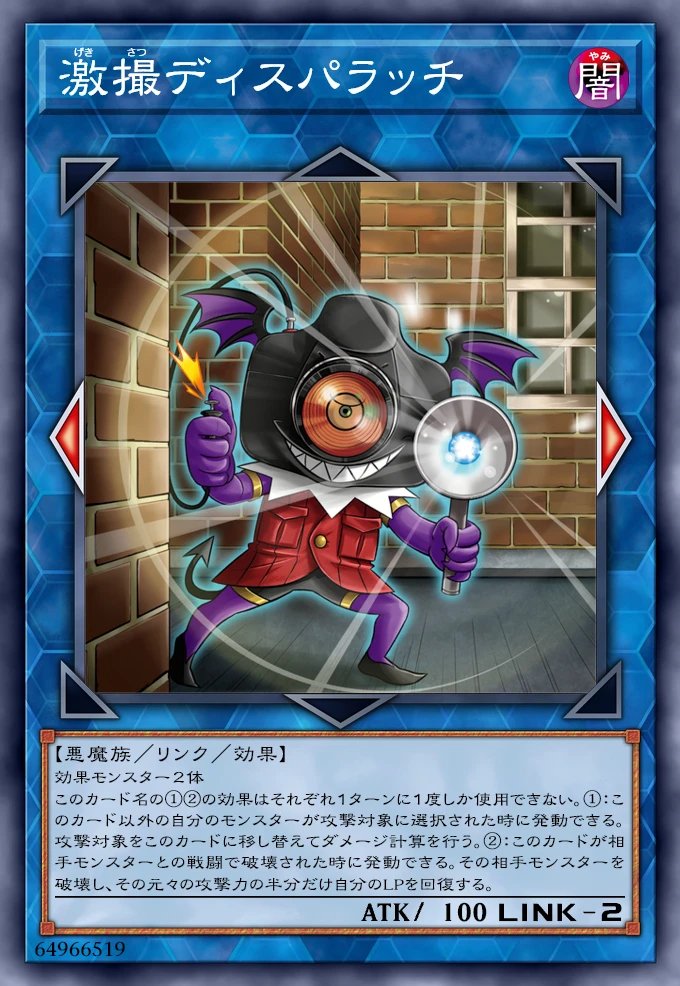 げき さつ
激撮ディスパラッチ
やみ
闇
【悪魔族／リンク／効果】
効果モンスター２体
このカード名の①②の効果はそれぞれ１ターンに１度しか使用できない。①：こ
のカード以外の自分のモンスターが攻撃対象に選択された時に発動できる。
攻撃対象をこのカードに移し替えてダメージ計算を行う。②：このカードが相
手モンスターとの戦闘で破壊された時に発動できる。その相手モンスターを
破壊し、その元々の攻撃力の半分だけ自分のLPを回復する。
ATK/ 100 LINK-2
64966519